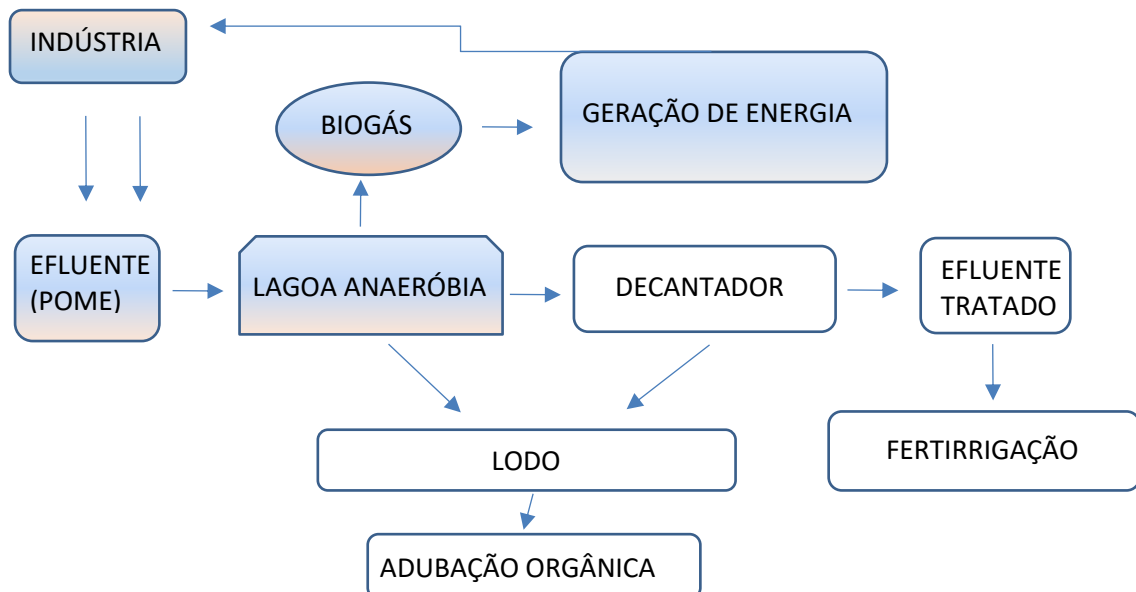 INDÚSTRIA
BIOGÁS
GERAÇÃO DE ENERGIA
EFLUENTE
(POME)
LAGOA ANAERÓBIA
DECANTADOR
EFLUENTE
TRATADO
LODO
FERTIRRIGAÇÃO
ADUBAÇÃO ORGÂNICA